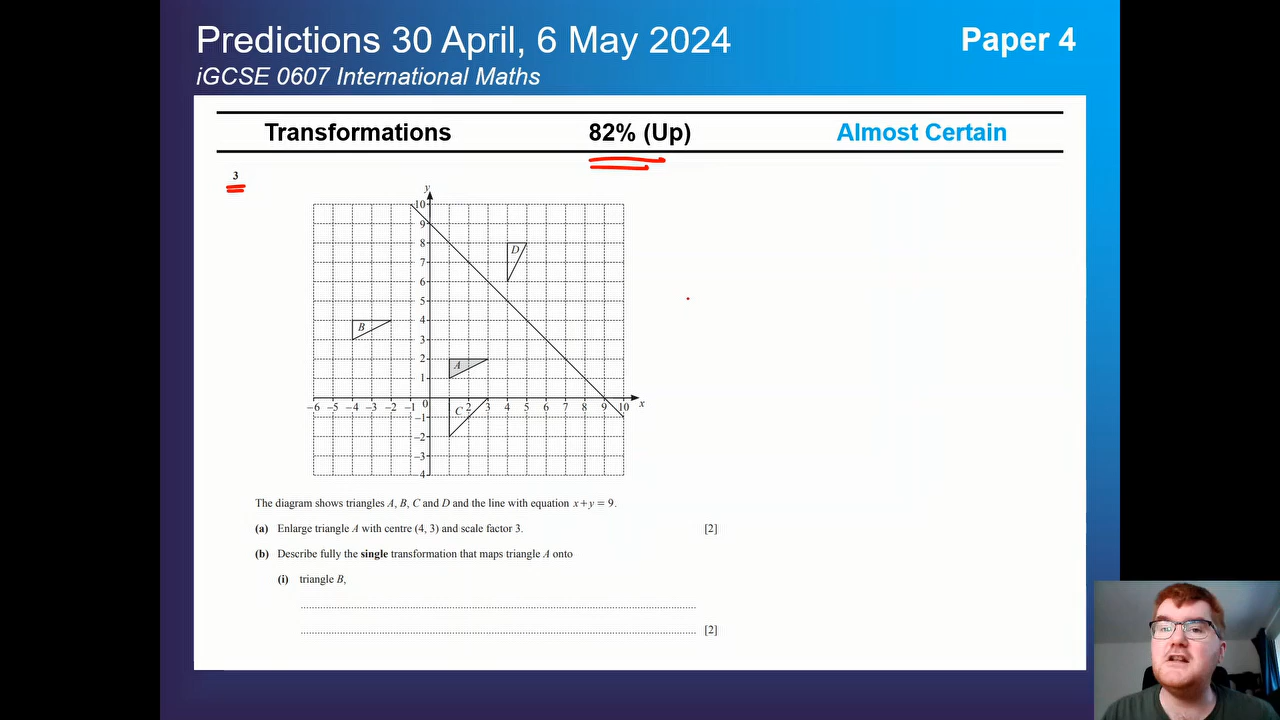 Predictions 30 April, 6 May 2024
Paper 4
iGCSE 0607 International Maths
Transformations 82% (Up) Almost Certain
3
y
10
9
8
D
7
6
5
B
4
3
2
A
1
−6 −5 −4 −3 −2 −1 0 C 2 3 4 5 6 7 8 9 10 x
−1
−2
−3
4
The diagram shows triangles A, B, C and D and the line with equation x + y = 9.
(a) Enlarge triangle A with centre (4, 3) and scale factor 3. [2]
(b) Describe fully the single transformation that maps triangle A onto
(i) triangle B,
[2]